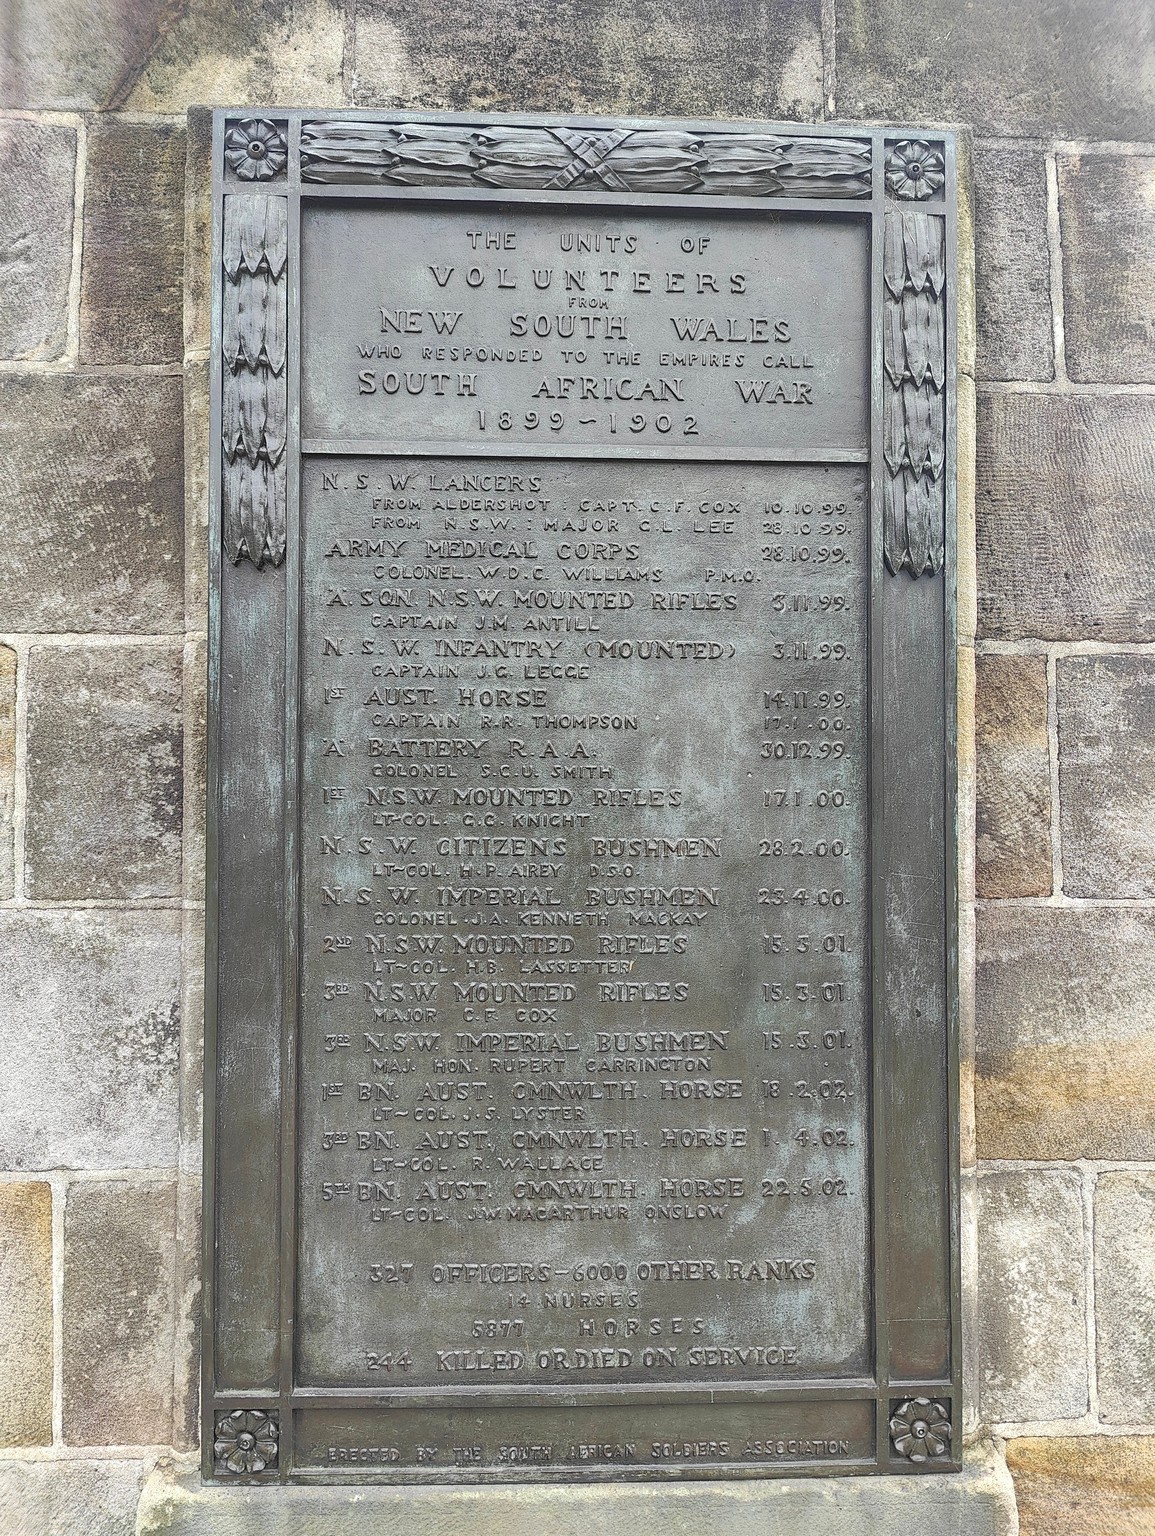 THE UNITS OF
VOLUNTEERS
FROM
NEW SOUTH WALES
WHO RESPONDED TO THE EMPIRES CALL
SOUTH AFRICAN WAR
1899~1902
N.S.W. LANCERS
FROM ALDERSHOT : CAPT. C.F. COX 10.10.99.
FROM N.S.W. : MAJOR G.L. LEE 28.10.99.
ARMY MEDICAL CORPS 28.10.99.
COLONEL. W.D.C. WILLIAMS P.M.O.
'A' SQN. N.S.W. MOUNTED RIFLES 3.11.99.
CAPTAIN J.M. ANTILL
N.S.W. INFANTRY (MOUNTED) 3.11.99.
CAPTAIN J.G. LEGGE
1ST AUST. HORSE 14.11.99.
CAPTAIN R.R. THOMPSON 17.1.00.
'A' BATTERY R.A.A. 30.12.99.
COLONEL S.C.U. SMITH
1ST N.S.W. MOUNTED RIFLES 17.1.00.
LT~COL. G.C. KNIGHT
N.S.W. CITIZENS BUSHMEN 28.2.00.
LT~COL. H.P. AIREY D.S.O.
N.S.W. IMPERIAL BUSHMEN 23.4.00.
COLONEL J.A. KENNETH MACKAY
2ND N.S.W. MOUNTED RIFLES 15.3.01.
LT~COL. H.B. LASSETTER
3RD N.S.W. MOUNTED RIFLES 15.3.01.
MAJOR C.F. COX
3RD N.S.W. IMPERIAL BUSHMEN 15.3.01.
MAJ. HON. RUPERT CARRINGTON
1ST BN. AUST. CMNWLTH. HORSE 18.2.02.
LT~COL. J.S. LYSTER
3RD BN. AUST. CMNWLTH. HORSE 1.4.02.
LT~COL. R. WALLACE
5TH BN. AUST. CMNWLTH. HORSE 22.5.02.
LT~COL. J.W. MACARTHUR ONSLOW
327 OFFICERS~6000 OTHER RANKS
14 NURSES
5877 HORSES
244 KILLED OR DIED ON SERVICE
ERECTED BY THE SOUTH AFRICAN SOLDIERS ASSOCIATION